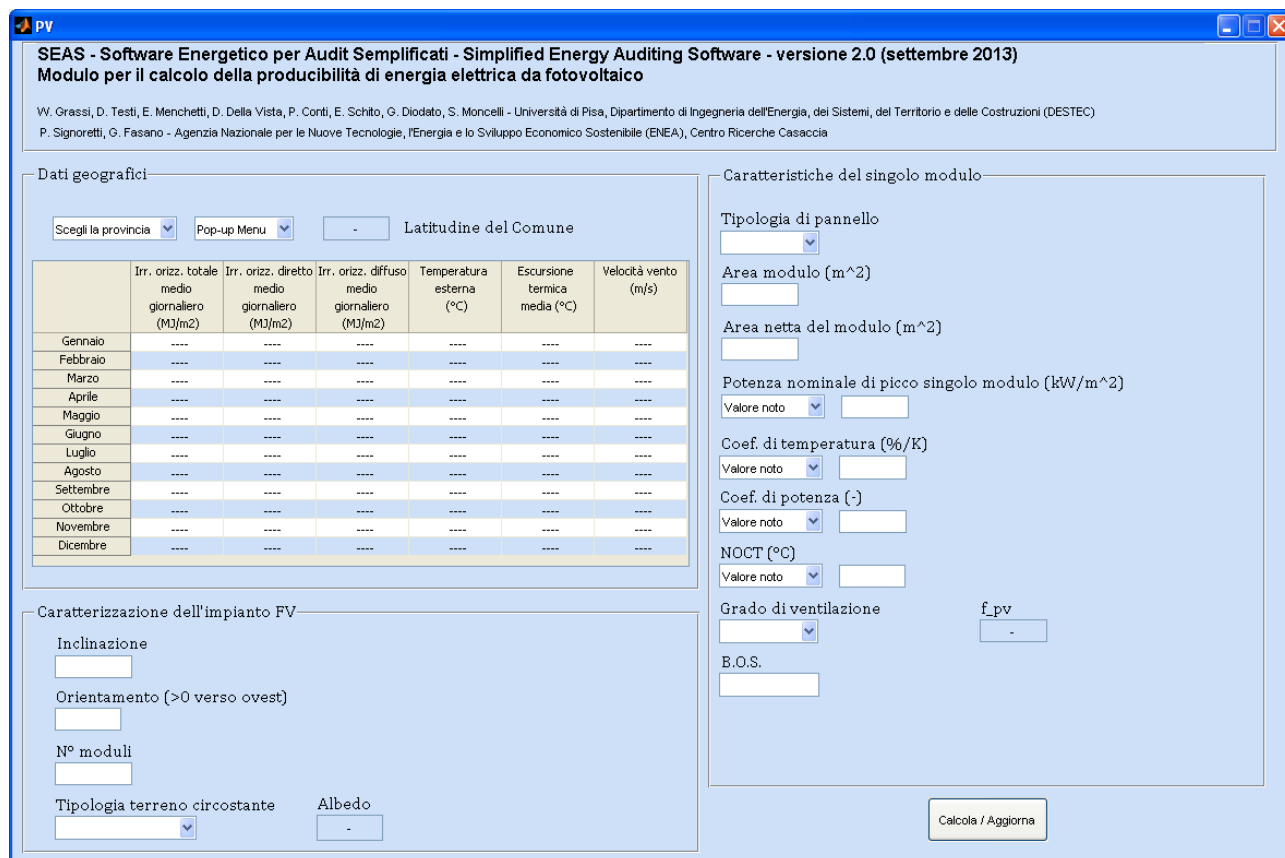 PV
SEAS - Software Energetico per Audit Semplificati - Simplified Energy Auditing Software - versione 2.0 (settembre 2013)
Modulo per il calcolo della producibilità di energia elettrica da fotovoltaico
W. Grassi, D. Testi, E. Menchetti, D. Della Vista, P. Conti, E. Schito, G. Diodato, S. Moncelli - Università di Pisa, Dipartimento di Ingegneria dell'Energia, dei Sistemi, del Territorio e delle Costruzioni (DESTEC)
P. Signoretti, G. Fasano - Agenzia Nazionale per le Nuove Tecnologie, l'Energia e lo Sviluppo Economico Sostenibile (ENEA), Centro Ricerche Casaccia
Dati geografici
Scegli la provincia Pop-up Menu - Latitudine del Comune
Irr. orizz. totale Irr. orizz. diretto Irr. orizz. diffuso Temperatura Escursione Velocità vento
medio medio medio esterna termica (m/s)
giornaliero giornaliero giornaliero (°C) media (°C)
(MJ/m2) (MJ/m2) (MJ/m2)
Gennaio ---- ---- ---- ---- ---- ----
Febbraio ---- ---- ---- ---- ---- ----
Marzo ---- ---- ---- ---- ---- ----
Aprile ---- ---- ---- ---- ---- ----
Maggio ---- ---- ---- ---- ---- ----
Giugno ---- ---- ---- ---- ---- ----
Luglio ---- ---- ---- ---- ---- ----
Agosto ---- ---- ---- ---- ---- ----
Settembre ---- ---- ---- ---- ---- ----
Ottobre ---- ---- ---- ---- ---- ----
Novembre ---- ---- ---- ---- ---- ----
Dicembre ---- ---- ---- ---- ---- ----
Caratterizzazione dell'impianto FV
Inclinazione
Orientamento (>0 verso ovest)
N° moduli
Tipologia terreno circostante Albedo
-
Caratteristiche del singolo modulo
Tipologia di pannello
Area modulo (m^2)
Area netta del modulo (m^2)
Potenza nominale di picco singolo modulo (kW/m^2)
Valore noto
Coef. di temperatura (%/K)
Valore noto
Coef. di potenza (-)
Valore noto
NOCT (°C)
Valore noto
Grado di ventilazione f_pv
-
B.O.S.
Calcola / Aggiorna